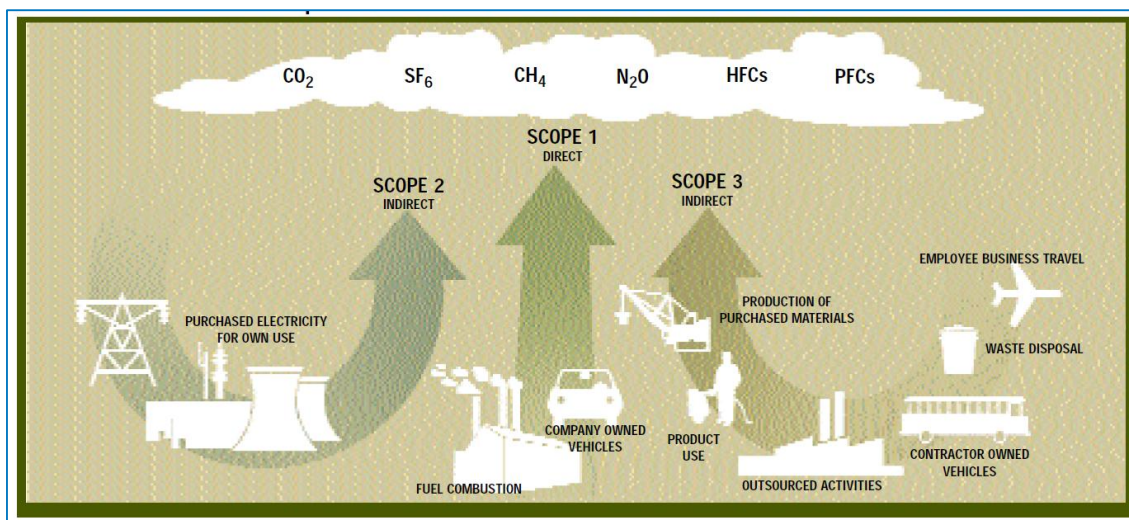 CO₂ SF₆ CH₄ N₂O HFCs PFCs
SCOPE 1
DIRECT
SCOPE 2
INDIRECT
SCOPE 3
INDIRECT
EMPLOYEE BUSINESS TRAVEL
PURCHASED ELECTRICITY
FOR OWN USE
PRODUCTION OF
PURCHASED MATERIALS
WASTE DISPOSAL
COMPANY OWNED
VEHICLES
PRODUCT
USE
CONTRACTOR OWNED
VEHICLES
FUEL COMBUSTION
OUTSOURCED ACTIVITIES